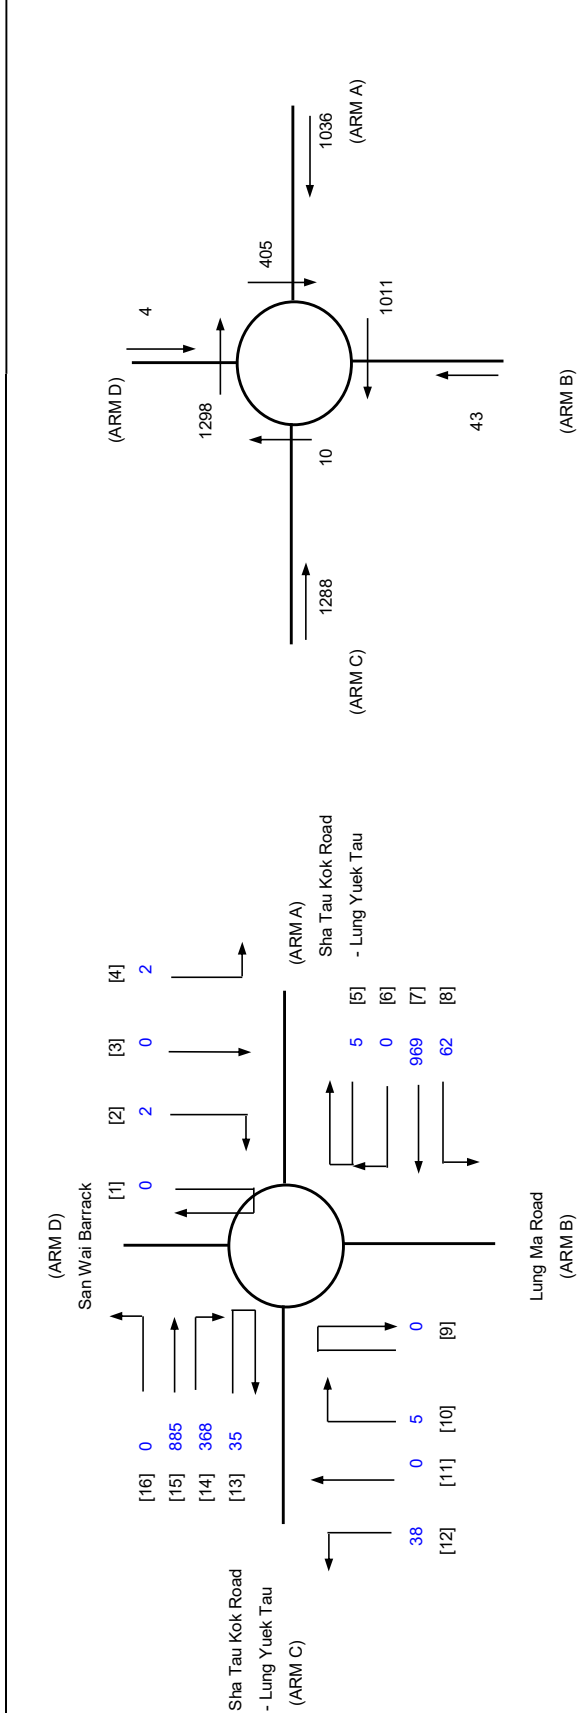 (ARM D)
4
405
1036
(ARM A)
1298
1011
10
43
(ARM B)
1288
(ARM C)
(ARM D)
San Wai Barrack
[1]
0
[2]
2
[3]
0
[4]
2
(ARM A)
Sha Tau Kok Road
- Lung Yuek Tau
5
[5]
0
[6]
969
[7]
62
[8]
[16]
0
[15]
885
[14]
368
[13]
35
Sha Tau Kok Road
- Lung Yuek Tau
(ARM C)
38
[12]
0
[11]
5
[10]
0
[9]
Lung Ma Road
(ARM B)